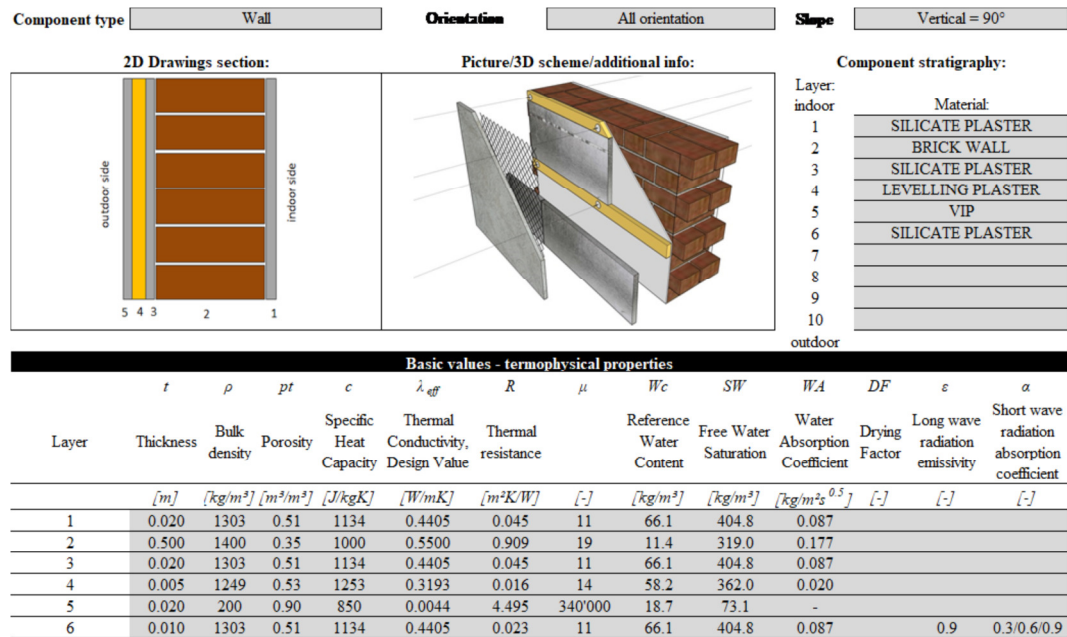 Component type Wall Orientation All orientation Slope Vertical = 90°
2D Drawings section: Picture/3D scheme/additional info: Component stratigraphy:
Layer:
indoor Material:
1 SILICATE PLASTER
2 BRICK WALL
3 SILICATE PLASTER
4 LEVELLING PLASTER
5 VIP
6 SILICATE PLASTER
7
8
9
10
outdoor
outdoor side
indoor side
5 4 3 2 1
Basic values - termophysical properties
t ρ pt c λ eff R μ Wc SW WA DF ε α
Layer Thickness Bulk density Porosity Specific Heat Capacity Thermal Conductivity, Design Value Thermal resistance Reference Water Content Free Water Saturation Water Absorption Coefficient Drying Factor Long wave radiation emissivity Short wave radiation absorption coefficient
[m] [kg/m³] [m³/m³] [J/kgK] [W/mK] [m²K/W] [-] [kg/m³] [kg/m³] [kg/m²s 0.5 ] [-] [-] [-]
1 0.020 1303 0.51 1134 0.4405 0.045 11 66.1 404.8 0.087
2 0.500 1400 0.35 1000 0.5500 0.909 19 11.4 319.0 0.177
3 0.020 1303 0.51 1134 0.4405 0.045 11 66.1 404.8 0.087
4 0.005 1249 0.53 1253 0.3193 0.016 14 58.2 362.0 0.020
5 0.020 200 0.90 850 0.0044 4.495 340'000 18.7 73.1 -
6 0.010 1303 0.51 1134 0.4405 0.023 11 66.1 404.8 0.087 0.9 0.3/0.6/0.9